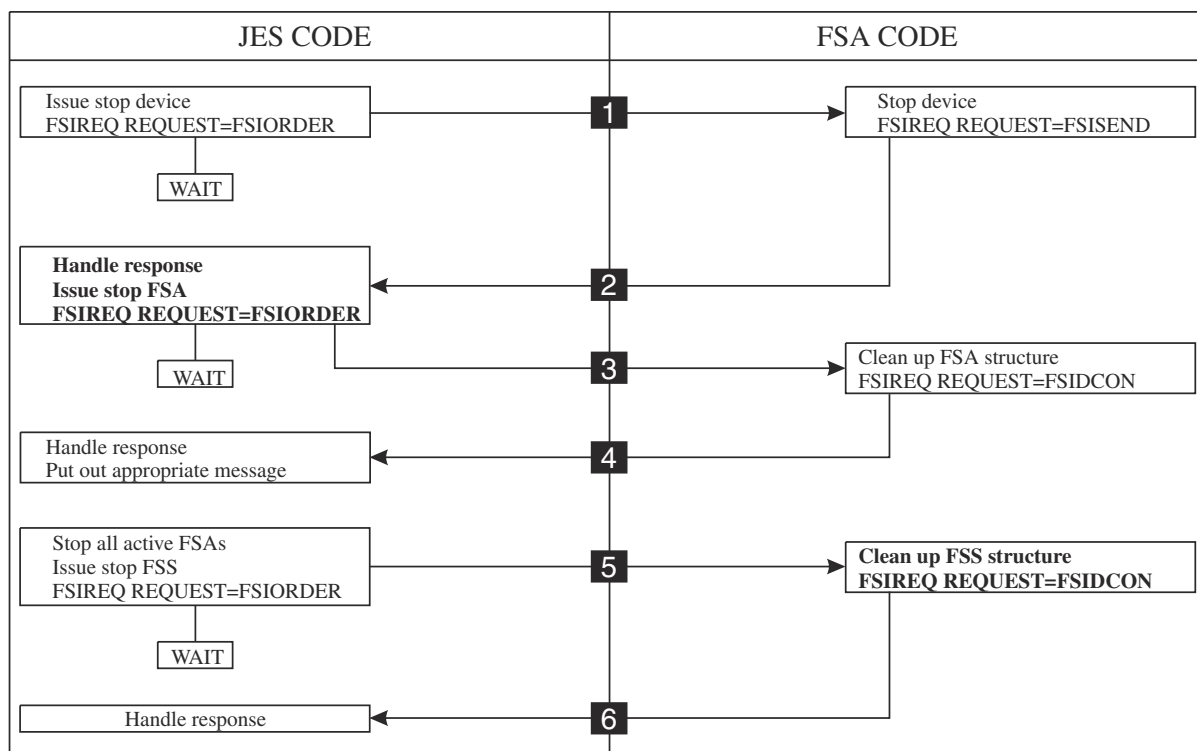 JES CODE
FSA CODE
Issue stop device
FSIREQ REQUEST=FSIORDER
1
Stop device
FSIREQ REQUEST=FSISEND
WAIT
Handle response
Issue stop FSA
FSIREQ REQUEST=FSIORDER
2
WAIT
3
Clean up FSA structure
FSIREQ REQUEST=FSIDCON
Handle response
Put out appropriate message
4
Stop all active FSAs
Issue stop FSS
FSIREQ REQUEST=FSIORDER
5
Clean up FSS structure
FSIREQ REQUEST=FSIDCON
WAIT
Handle response
6